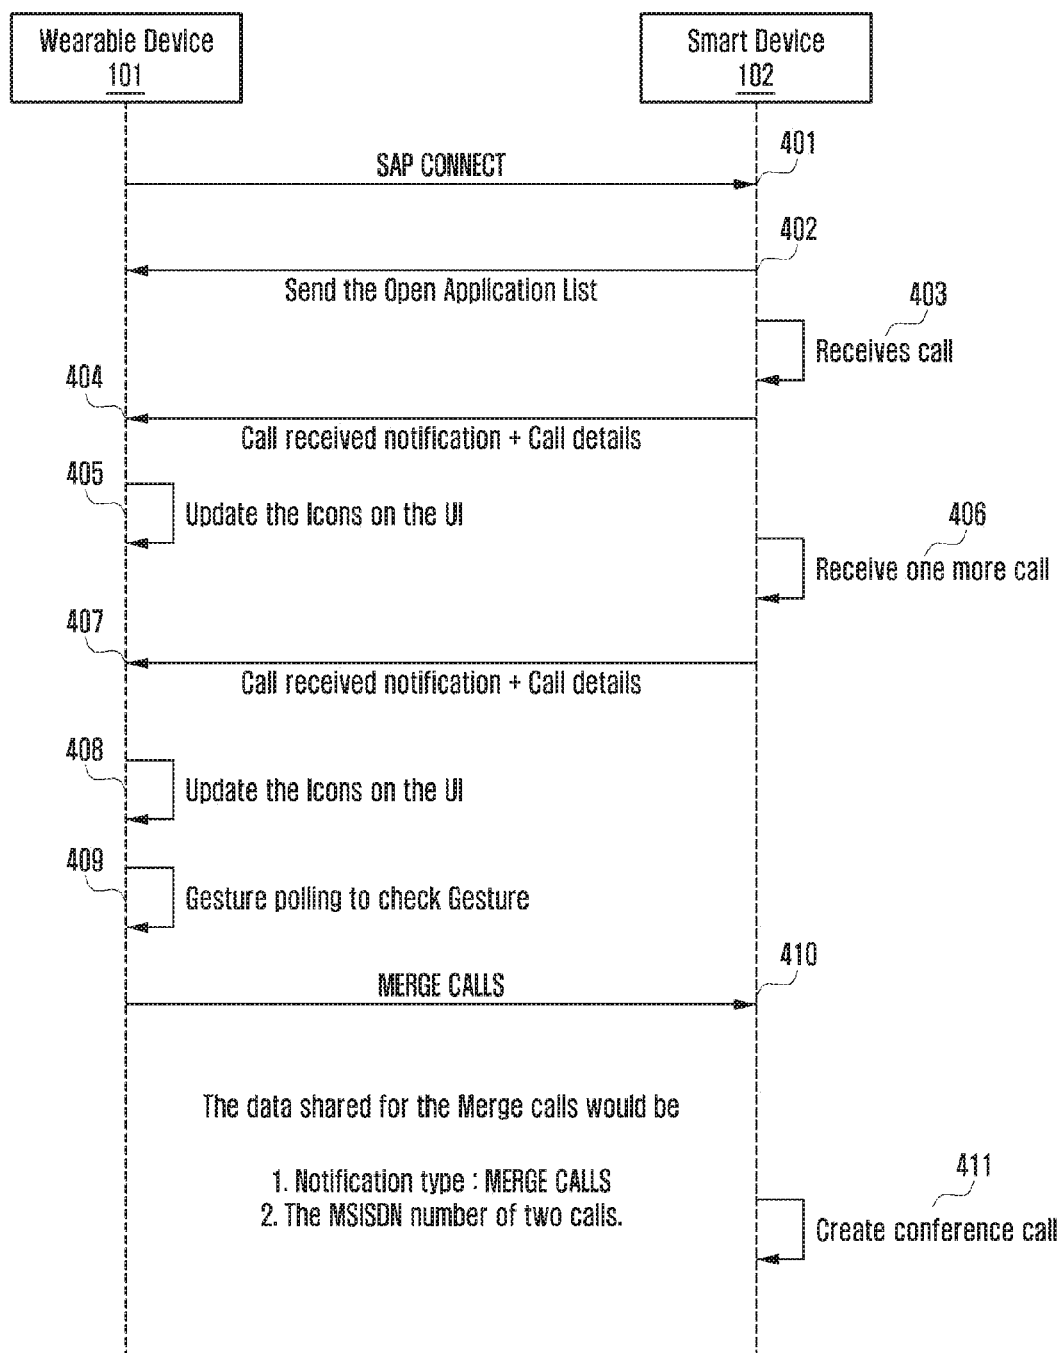 Wearable Device
101
Smart Device
102
SAP CONNECT
401
402
Send the Open Application List
403
Receives call
404
Call received notification + Call details
405
Update the Icons on the UI
406
Receive one more call
407
Call received notification + Call details
408
Update the Icons on the UI
409
Gesture polling to check Gesture
410
MERGE CALLS
The data shared for the Merge calls would be
1. Notification type : MERGE CALLS
2. The MSISDN number of two calls.
411
Create conference call